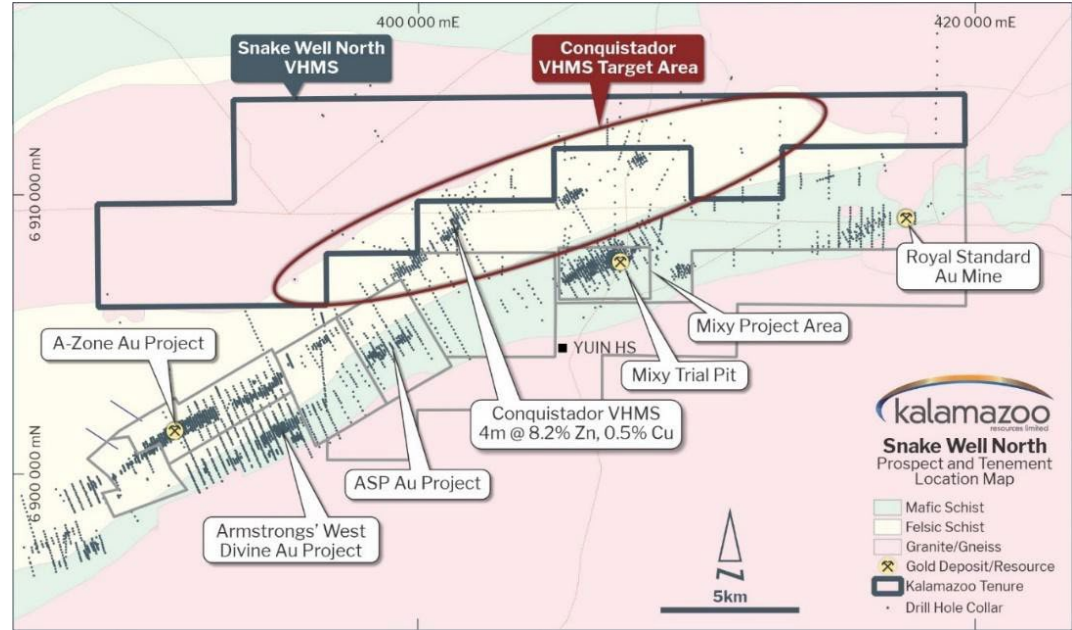 400 000 mE
420 000 mE
Snake Well North
VHMS
Conquistador
VHMS Target Area
6 910 000 mN
Royal Standard
Au Mine
Mixy Project Area
A-Zone Au Project
YUIN HS
Mixy Trial Pit
Conquistador VHMS
4m @ 8.2% Zn, 0.5% Cu
6 900 000 mN
ASP Au Project
Armstrongs' West
Divine Au Project
N
5km
kalamazoo
resources limited
Snake Well North
Prospect and Tenement
Location Map
Mafic Schist
Felsic Schist
Granite/Gneiss
Gold Deposit/Resource
Kalamazoo Tenure
Drill Hole Collar